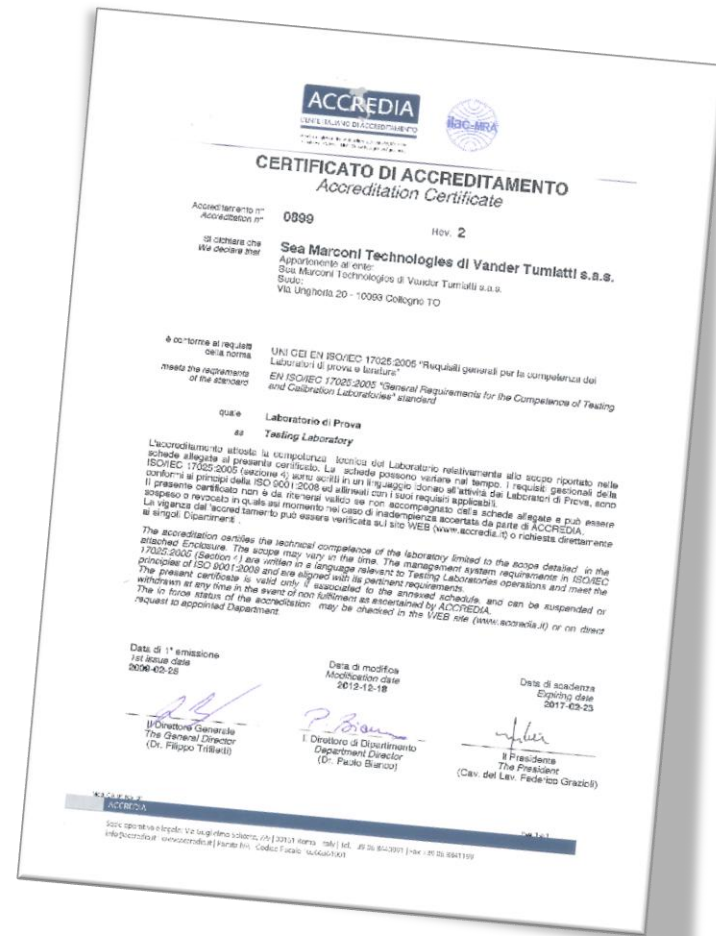 ACCREDIA
L'ENTE ITALIANO DI ACCREDITAMENTO
ilac-MRA
CERTIFICATO DI ACCREDITAMENTO
Accreditation Certificate
Accreditamento n°
Accreditation n°
0899
Rev. 2
Si dichiara che
We declare that
Sea Marconi Technologies di Vander Tumiatti s.a.s.
Appartenente all'ente:
Sea Marconi Technologies di Vander Tumiatti s.a.s.
Sede:
Via Ungheria 20 - 10093 Collegno TO
è conforme ai requisiti
della norma
UNI CEI EN ISO/IEC 17025:2005 "Requisiti generali per la competenza dei
Laboratori di prova e taratura"
meets the requirements
of the standard
EN ISO/IEC 17025:2005 "General Requirements for the Competence of Testing
and Calibration Laboratories" standard
quale
Laboratorio di Prova
as
Testing Laboratory
L'accreditamento attesta la competenza tecnica del Laboratorio relativamente allo scopo riportato nelle
schede allegate al presente certificato. Le schede possono variare nel tempo. I requisiti gestionali della
ISO/IEC 17025:2005 (sezione 4) sono scritti in un linguaggio idoneo all'attività dei Laboratori di Prova, sono
conformi ai principi della ISO 9001:2008 ed allineati con i suoi requisiti applicabili.
Il presente certificato non è da ritenersi valido se non accompagnato dalle schede allegate e può essere
sospeso o revocato in qualsiasi momento nel caso di inadempienza accertata da parte di ACCREDIA.
La vigenza dell'accreditamento può essere verificata sul sito WEB (www.accredia.it) o richiesta direttamente
ai singoli Dipartimenti.
The accreditation certifies the technical competence of the laboratory limited to the scope detailed in the
attached Enclosure. The scope may vary in the time. The management system requirements in ISO/IEC
17025:2005 (Section 4) are written in a language relevant to Testing Laboratories operations and meet the
principles of ISO 9001:2008 and are aligned with its pertinent requirements.
The present certificate is valid only if associated to the annexed schedule, and can be suspended or
withdrawn at any time in the event of non fulfilment as ascertained by ACCREDIA.
The in force status of the accreditation may be checked in the WEB site (www.accredia.it) or on direct
request to appointed Department.
Data di 1ª emissione
1st issue date
Data di modifica
Modification date
2012-12-18
Data di scadenza
Expiring date
2017-02-23
Il Direttore Generale
The General Director
(Dr. Filippo Trifiletti)
Il Direttore di Dipartimento
Department Director
(Dr. Paolo Bianco)
Il Presidente
The President
(Cav. del Lav. Federico Grazioli)
ACCREDIA